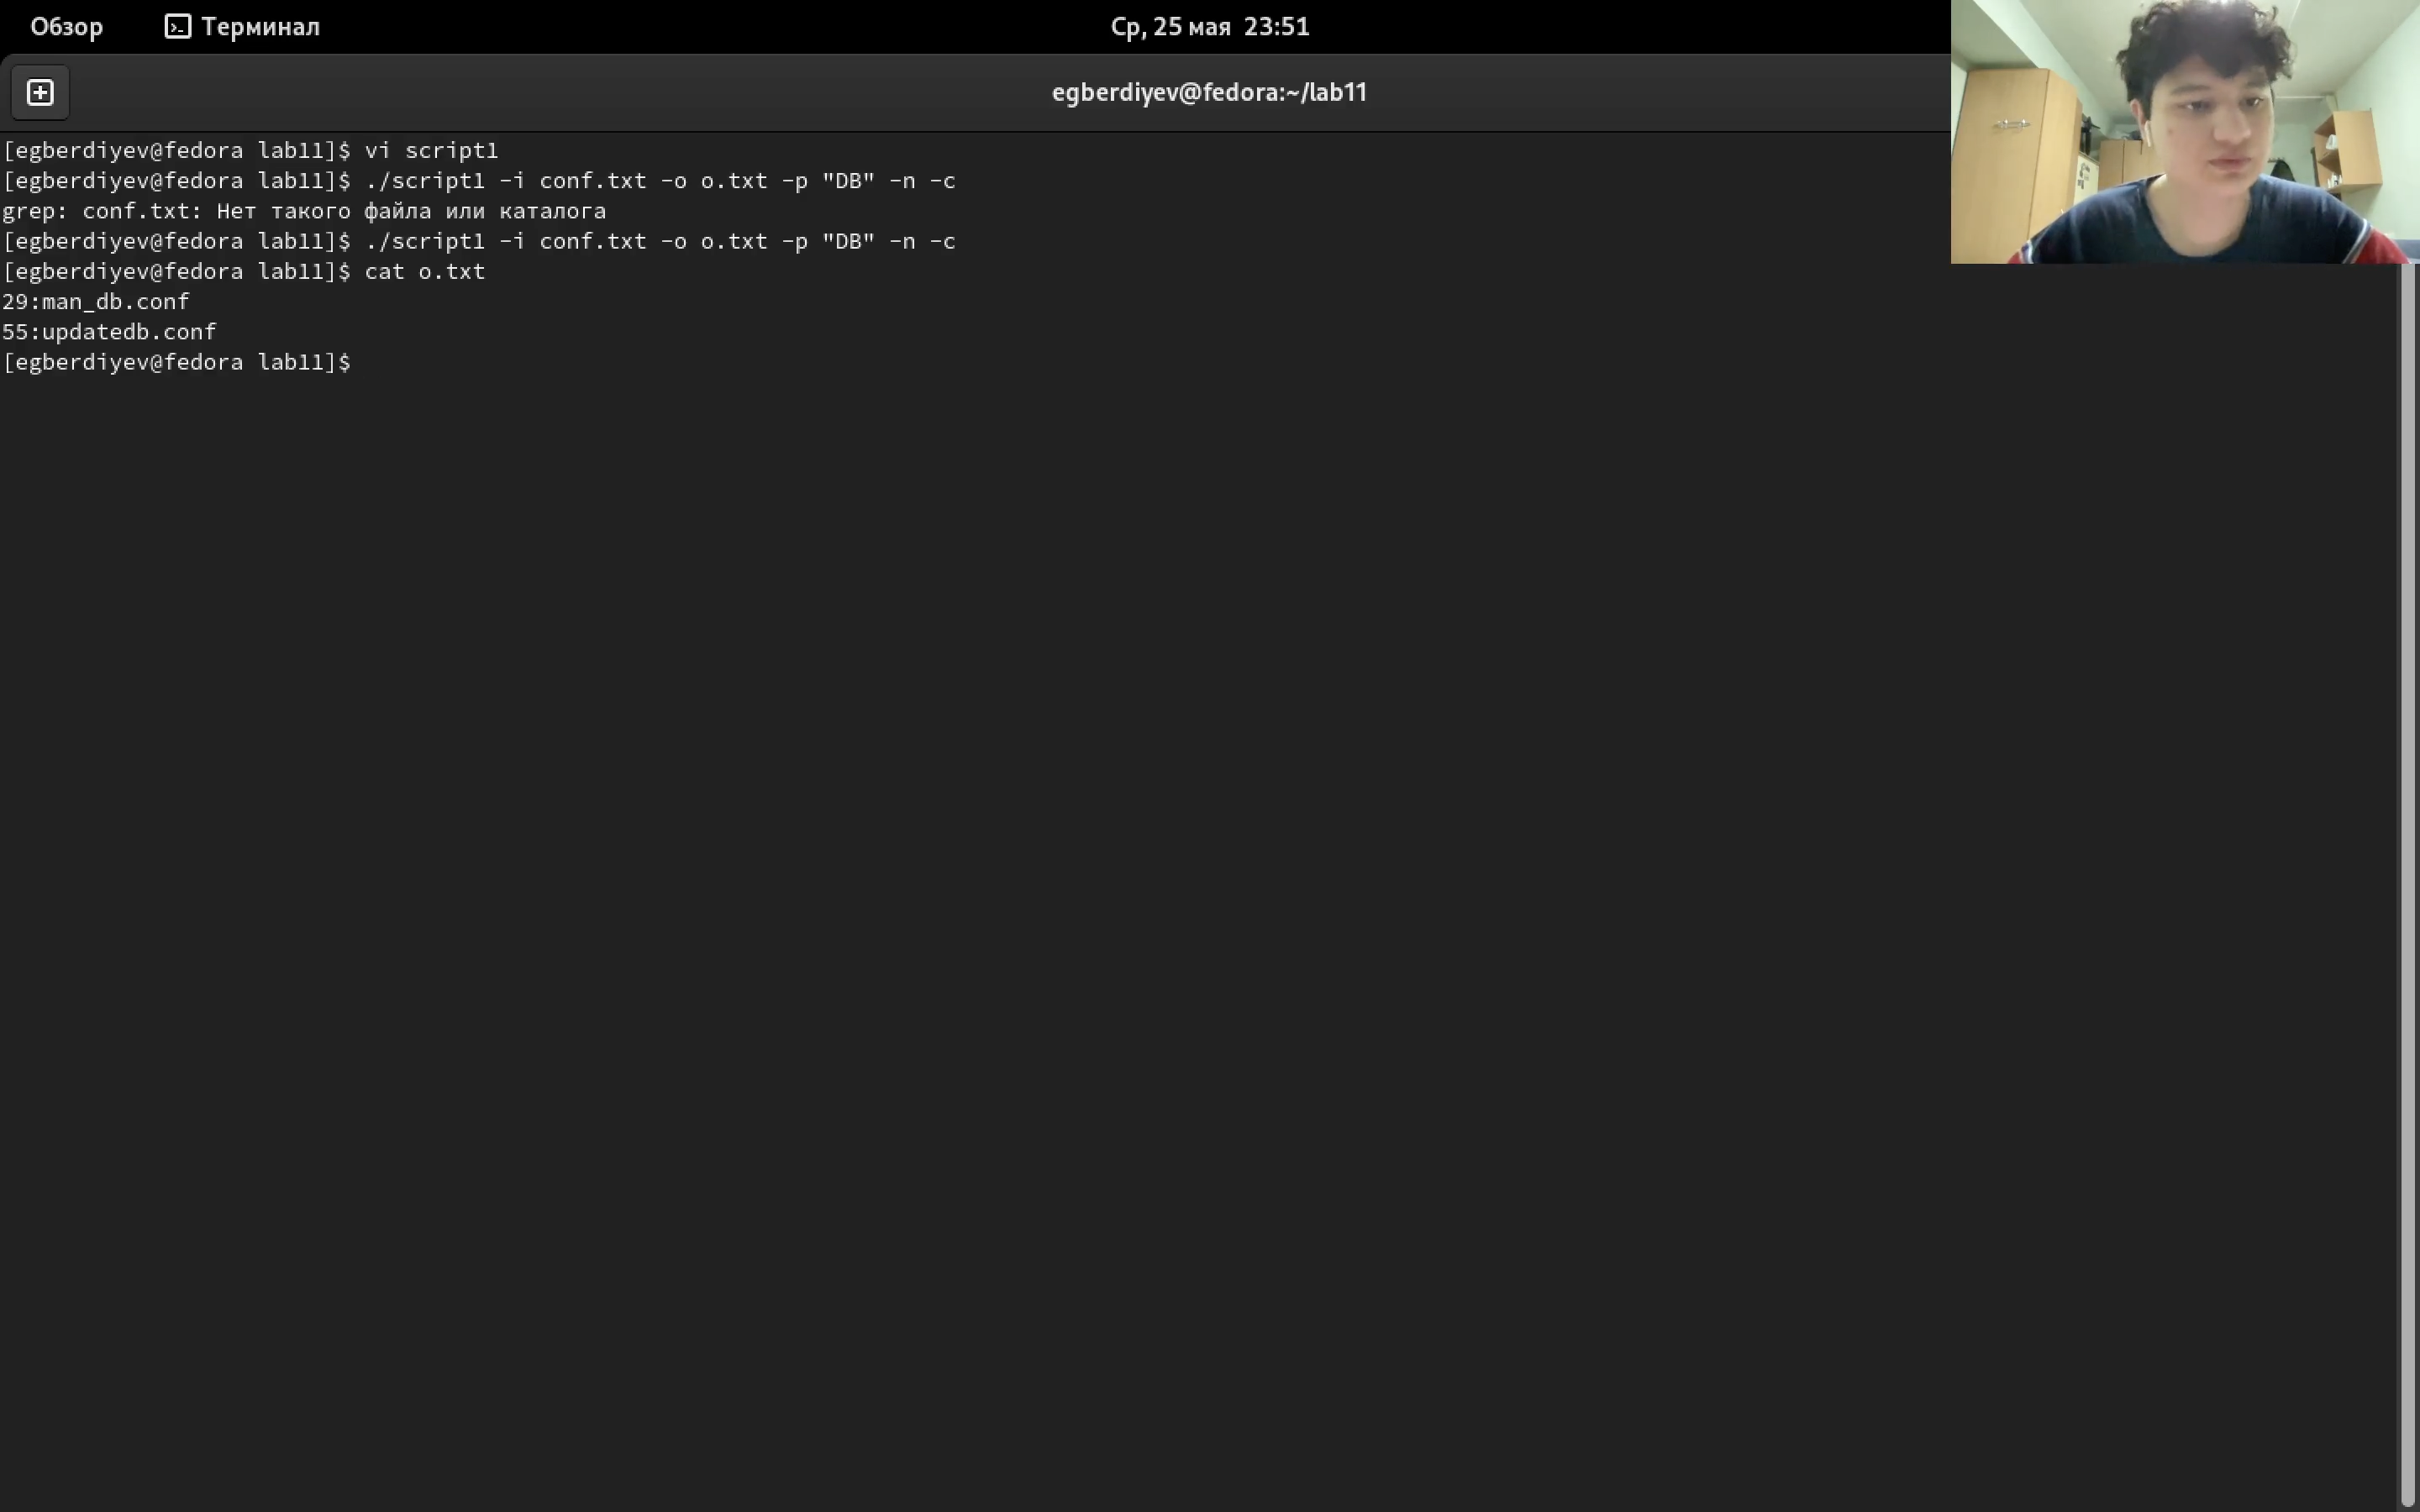 Обзор Терминал Ср, 25 мая 23:51
egberdiyev@fedora:~/lab11
[egberdiyev@fedora lab11]$ vi script1
[egberdiyev@fedora lab11]$ ./script1 -i conf.txt -o o.txt -p "DB" -n -c
grep: conf.txt: Нет такого файла или каталога
[egberdiyev@fedora lab11]$ ./script1 -i conf.txt -o o.txt -p "DB" -n -c
[egberdiyev@fedora lab11]$ cat o.txt
29:man_db.conf
55:updatedb.conf
[egberdiyev@fedora lab11]$